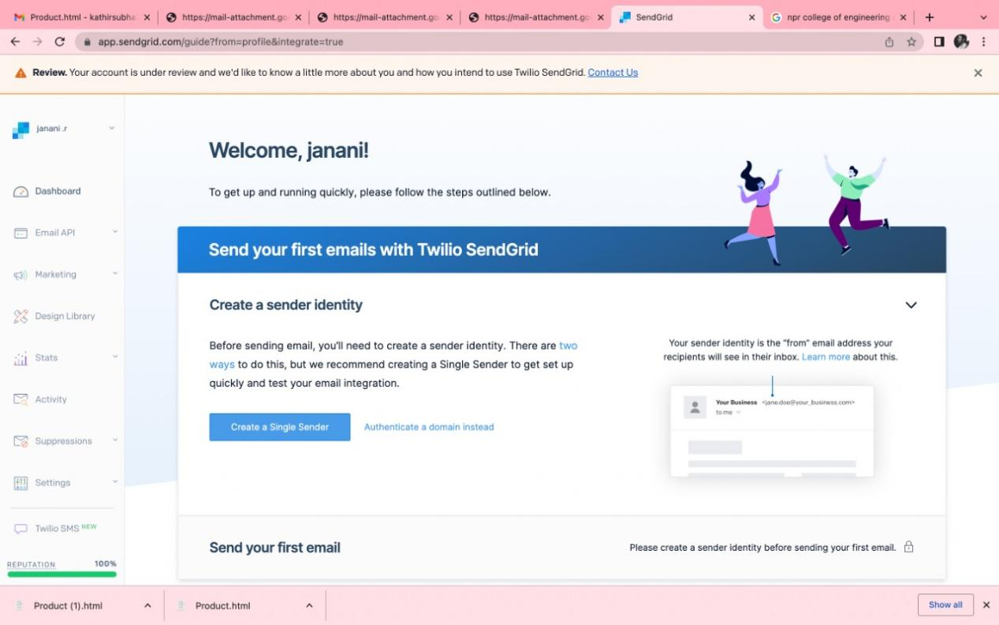 Product.html - kathirsubha
https://mail-attachment.go
https://mail-attachment.go
https://mail-attachment.go
SendGrid
npr college of engineering
app.sendgrid.com/guide?from=profile&integrate=true
Review. Your account is under review and we'd like to know a little more about you and how you intend to use Twilio SendGrid. Contact Us
janani .r
Dashboard
Email API
Marketing
Design Library
Stats
Activity
Suppressions
Settings
Twilio SMS NEW
REPUTATION 100%
Welcome, janani!
To get up and running quickly, please follow the steps outlined below.
Send your first emails with Twilio SendGrid
Create a sender identity
Before sending email, you'll need to create a sender identity. There are two
ways to do this, but we recommend creating a Single Sender to get set up
quickly and test your email integration.
Create a Single Sender
Authenticate a domain instead
Your sender identity is the "from" email address your
recipients will see in their inbox. Learn more about this.
Your Business <jane.doe@your_business.com>
to me
Send your first email
Please create a sender identity before sending your first email.
Product (1).html
Product.html
Show all